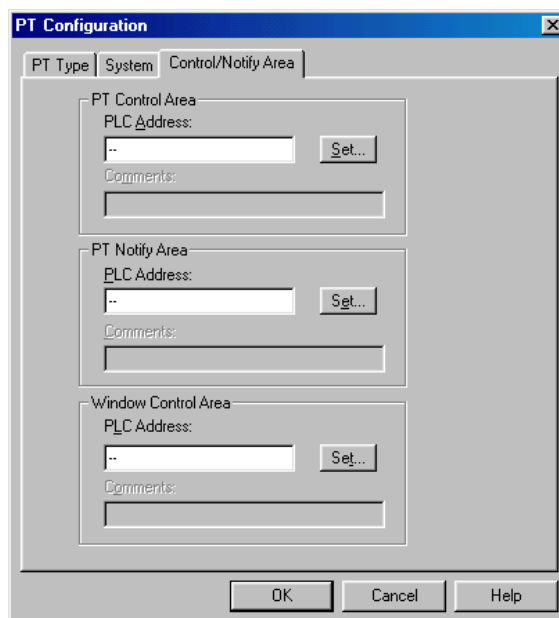 PT Configuration
PT Type System Control/Notify Area
PT Control Area
PLC Address:
-- Set...
Comments:
PT Notify Area
PLC Address:
-- Set...
Comments:
Window Control Area
PLC Address:
-- Set...
Comments:
OK Cancel Help